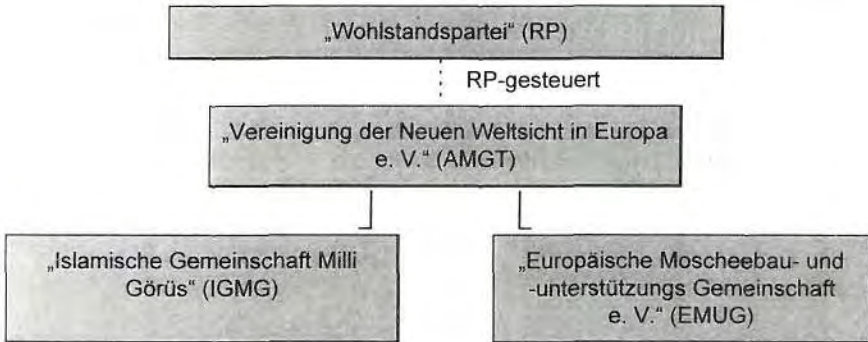 „Wohlstandspartei“ (RP)
RP-gesteuert
„Vereinigung der Neuen Weltsicht in Europa
e. V.“ (AMGT)
„Islamische Gemeinschaft Milli
Görüs“ (IGMG)
„Europäische Moscheebau- und
-unterstützungs Gemeinschaft
e. V.“ (EMUG)